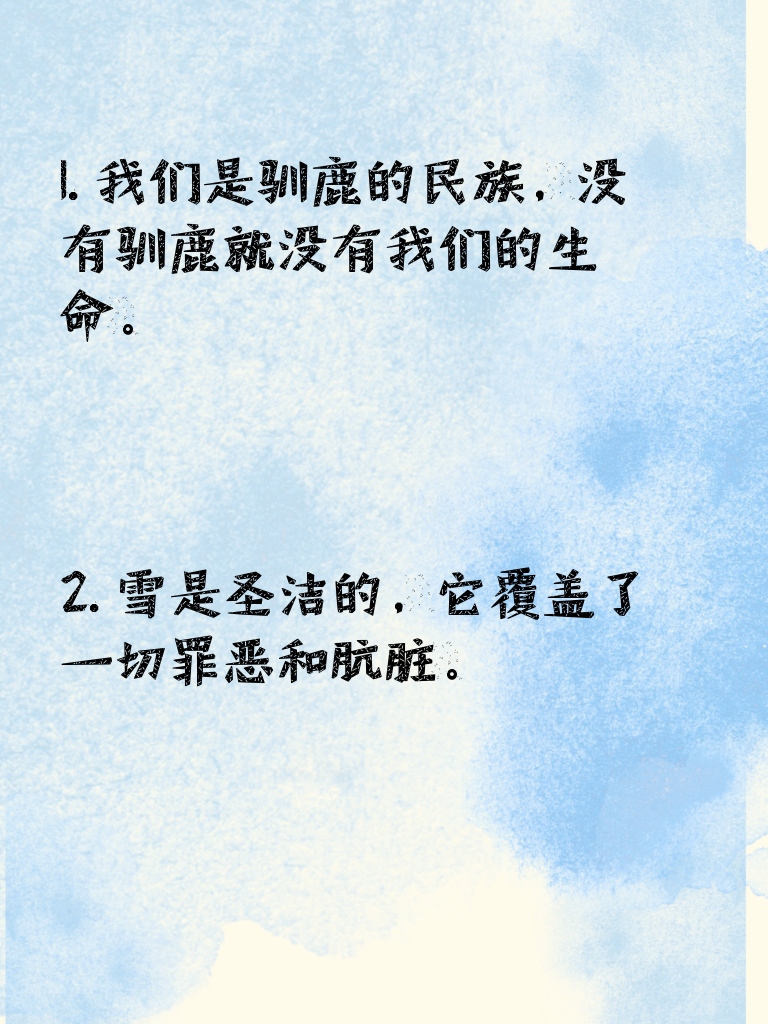 1. 我们是驯鹿的民族，没
有驯鹿就没有我们的生
命。
2. 雪是圣洁的，它覆盖了
一切罪恶和肮脏。